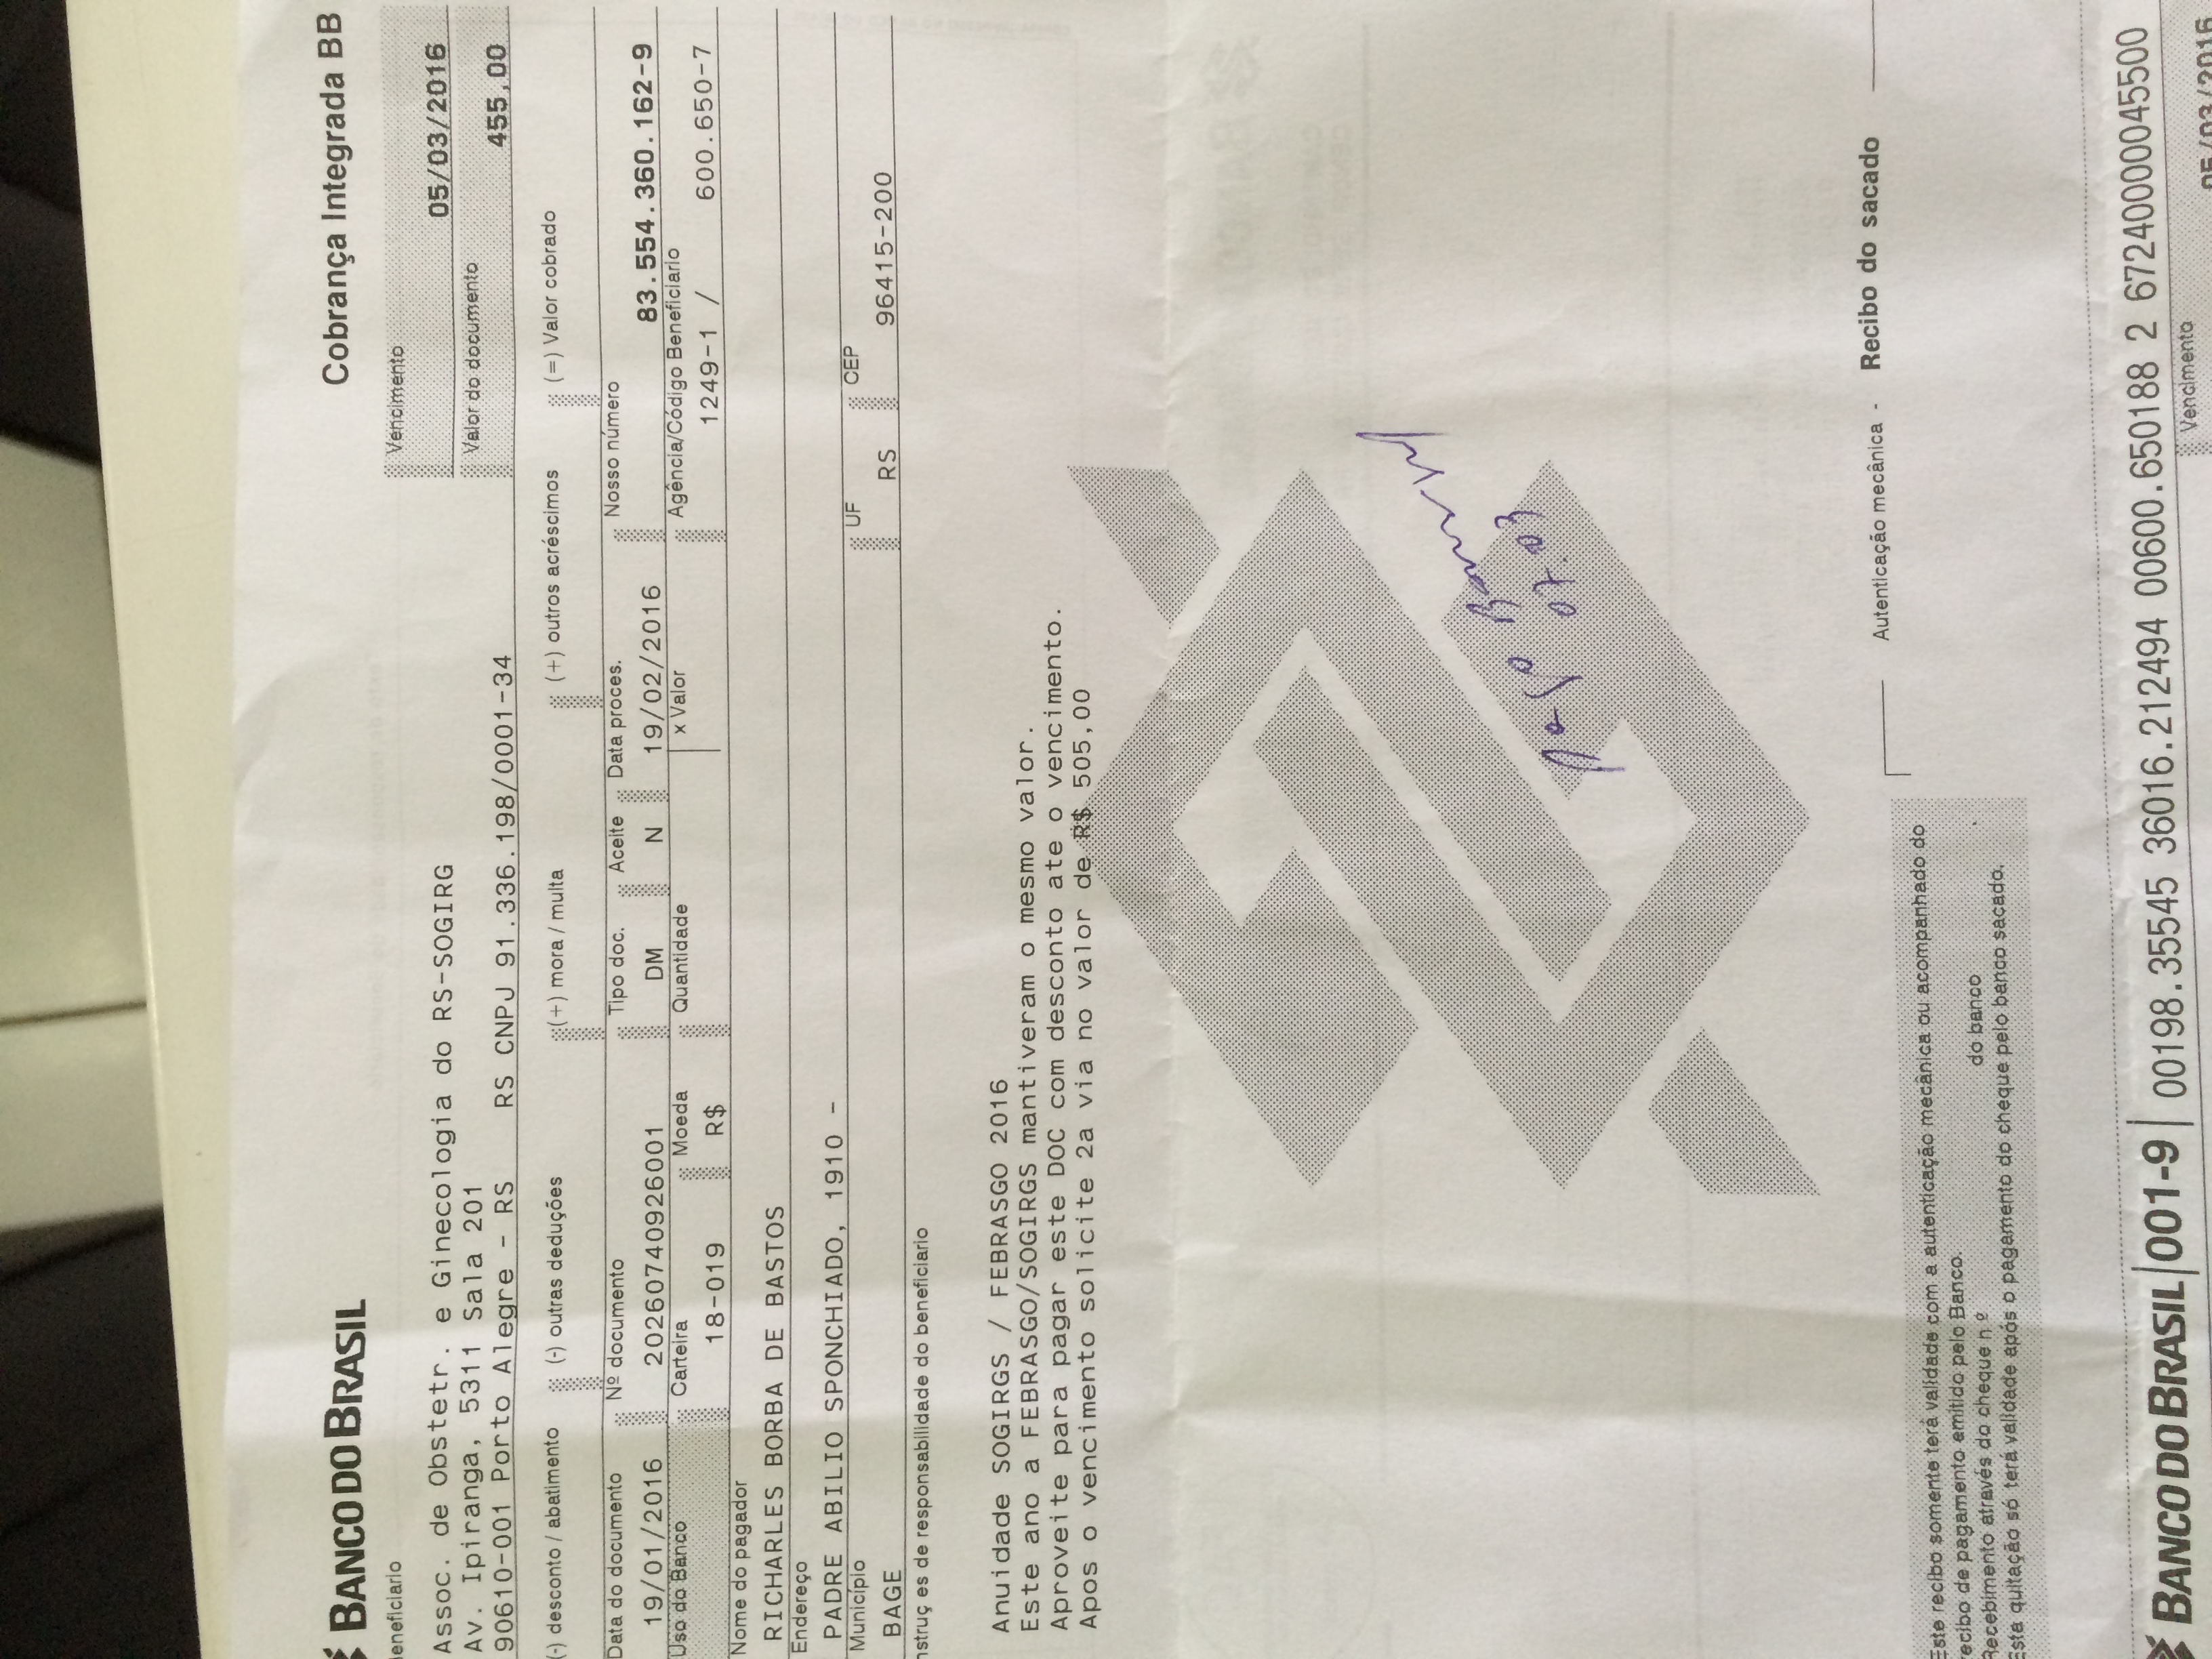 BANCO DO BRASIL Cobrança Integrada BB
eneficiario Vencimento
Assoc. de Obstetr. e Ginecologia do RS-SOGIRG 05/03/2016
Av. Ipiranga, 5311 Sala 201 Valor do documento
90610-001 Porto Alegre - RS RS CNPJ 91.336.198/0001-34 455,00
(-) desconto / abatimento (-) outras deduções (+) mora / multa (+) outros acréscimos (=) Valor cobrado
Data do documento Nº documento Tipo doc. Aceite Data proces. Nosso número
19/01/2016 20260740926001 DM N 19/02/2016 83.554.360.162-9
Uso do Banco Carteira Moeda Quantidade x Valor Agência/Código Beneficiario
18-019 R$ 1249-1 / 600.650-7
Nome do pagador
RICHARLES BORBA DE BASTOS
Endereço
PADRE ABILIO SPONCHIADO, 1910 -
Município UF CEP
BAGE RS 96415-200
nstruç es de responsabilidade do beneficiario
Anuidade SOGIRGS / FEBRASGO 2016
Este ano a FEBRASGO/SOGIRGS mantiveram o mesmo valor.
Aproveite para pagar este DOC com desconto ate o vencimento.
Apos o vencimento solicite 2a via no valor de R$ 505,00
07.03
Autenticação mecânica - Recibo do sacado
Este recibo somente terá validade com a autenticação mecânica ou acompanhado do
recibo de pagamento emitido pelo Banco.
Recebimento através do cheque n.º do banco
Esta quitação só terá validade após o pagamento do cheque pelo banco sacado.
BANCO DO BRASIL 001-9 00198.35545 36016.212494 00600.650188 2 67240000045500
Vencimento
05/03/2016